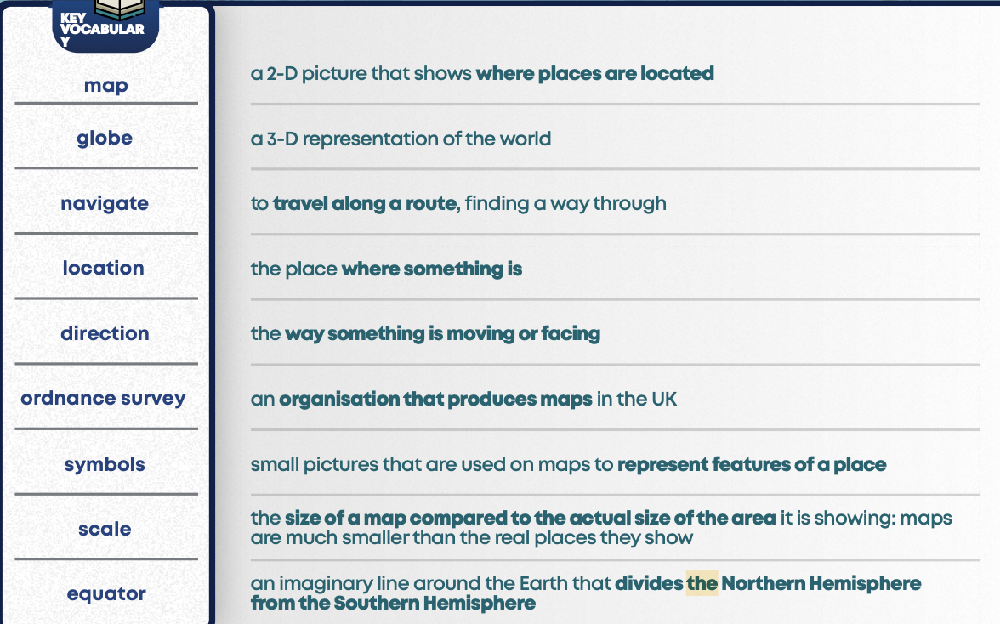 KEY
VOCABULAR
Y
map
a 2-D picture that shows where places are located
globe
a 3-D representation of the world
navigate
to travel along a route, finding a way through
location
the place where something is
direction
the way something is moving or facing
ordnance survey
an organisation that produces maps in the UK
symbols
small pictures that are used on maps to represent features of a place
scale
the size of a map compared to the actual size of the area it is showing: maps
are much smaller than the real places they show
equator
an imaginary line around the Earth that divides the Northern Hemisphere
from the Southern Hemisphere